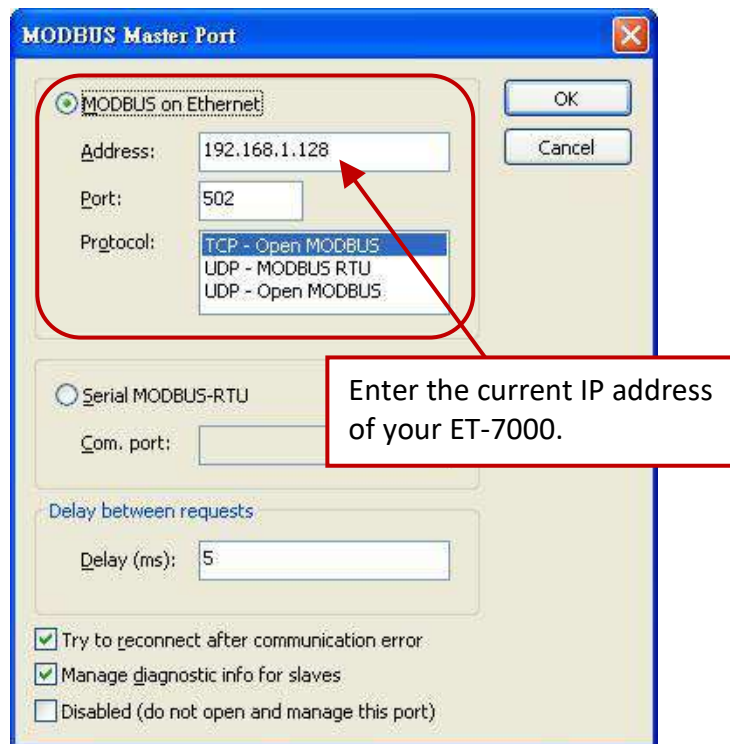 MODBUS Master Port
MODBUS on Ethernet
OK
Address: 192.168.1.128
Cancel
Port: 502
Protocol: TCP - Open MODBUS
UDP - MODBUS RTU
UDP - Open MODBUS
Enter the current IP address
of your ET-7000.
Serial MODBUS-RTU
Com. port:
Delay between requests
Delay (ms): 5
Try to reconnect after communication error
Manage diagnostic info for slaves
Disabled (do not open and manage this port)